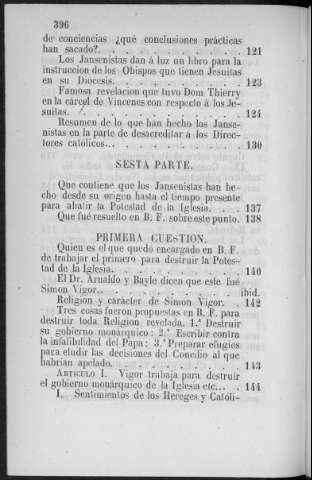 396
de conciencias ¿qué conclusiones prácticas
han sacado?. . . . . . . . . . 121
Los Jansenistas dan á luz un libro para la
instruccion de los Obispos que tienen Jesuitas
en su Diócesis. . . . . . . . . 123
Famosa revelacion que tuvo Dom Thierry
en la cárcel de Vincenes con respecto á los Je-
suitas. . . . . . . . . . . . 124
Resumen de lo que han hecho los Janse-
nistas en la parte de desacreditar á los Direc-
tores católicos... . . . . . . . . 130
SESTA PARTE.
Que contiene que los Jansenistas han he-
cho desde su origen hasta el tiempo presente
para abatir la Potestad de la Iglesia. . . 137
Que fué resuelto en B. F. sobre este punto. 138
PRIMERA CUESTION.
Quien es el que quedó encargado en B. F.
de trabajar el primero para destruir la Potes-
tad de la Iglesia. . . . . . . . . 140
El Dr. Arnaldo y Bayle dicen que este fué
Simon Vigor.. . . . . . . . . ibid.
Religion y carácter de Simon Vigor. . 142
Tres cosas fueron propuestas en B. F. para
destruir toda Religion revelada. 1.ª Destruir
su gobierno monárquico: 2.ª Escribir contra
la infalibilidad del Papa: 3.ª Preparar efugios
para eludir las decisiones del Concilio al que
habrian apelado. . . . . . . . . 143
ARTICULO I. Vigor trabaja para destruir
el gobierno monárquico de la Iglesia etc... . 144
I. Sentimientos de los Hereges y Católi-